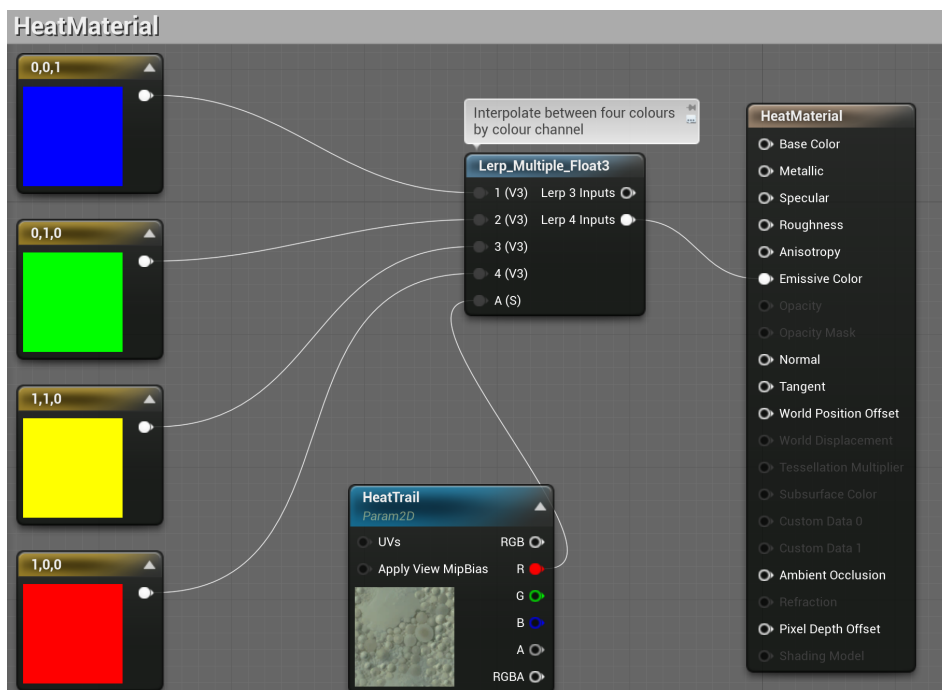 HeatMaterial
0,0,1
0,1,0
1,1,0
1,0,0
Interpolate between four colours
by colour channel
Lerp_Multiple_Float3
1 (V3) Lerp 3 Inputs
2 (V3) Lerp 4 Inputs
3 (V3)
4 (V3)
A (S)
HeatTrail
Param2D
UVs RGB
Apply View MipBias R
G
B
A
RGBA
HeatMaterial
Base Color
Metallic
Specular
Roughness
Anisotropy
Emissive Color
Opacity
Opacity Mask
Normal
Tangent
World Position Offset
World Displacement
Tessellation Multiplier
Subsurface Color
Custom Data 0
Custom Data 1
Ambient Occlusion
Refraction
Pixel Depth Offset
Shading Model